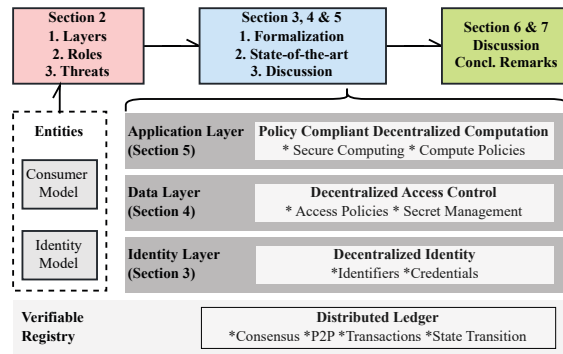 Section 2
1. Layers
2. Roles
3. Threats
Section 3, 4 & 5
1. Formalization
2. State-of-the-art
3. Discussion
Section 6 & 7
Discussion
Concl. Remarks
Entities
Consumer
Model
Identity
Model
Application Layer
(Section 5)
Policy Compliant Decentralized Computation
* Secure Computing * Compute Policies
Data Layer
(Section 4)
Decentralized Access Control
* Access Policies * Secret Management
Identity Layer
(Section 3)
Decentralized Identity
*Identifiers *Credentials
Verifiable
Registry
Distributed Ledger
*Consensus *P2P *Transactions *State Transition